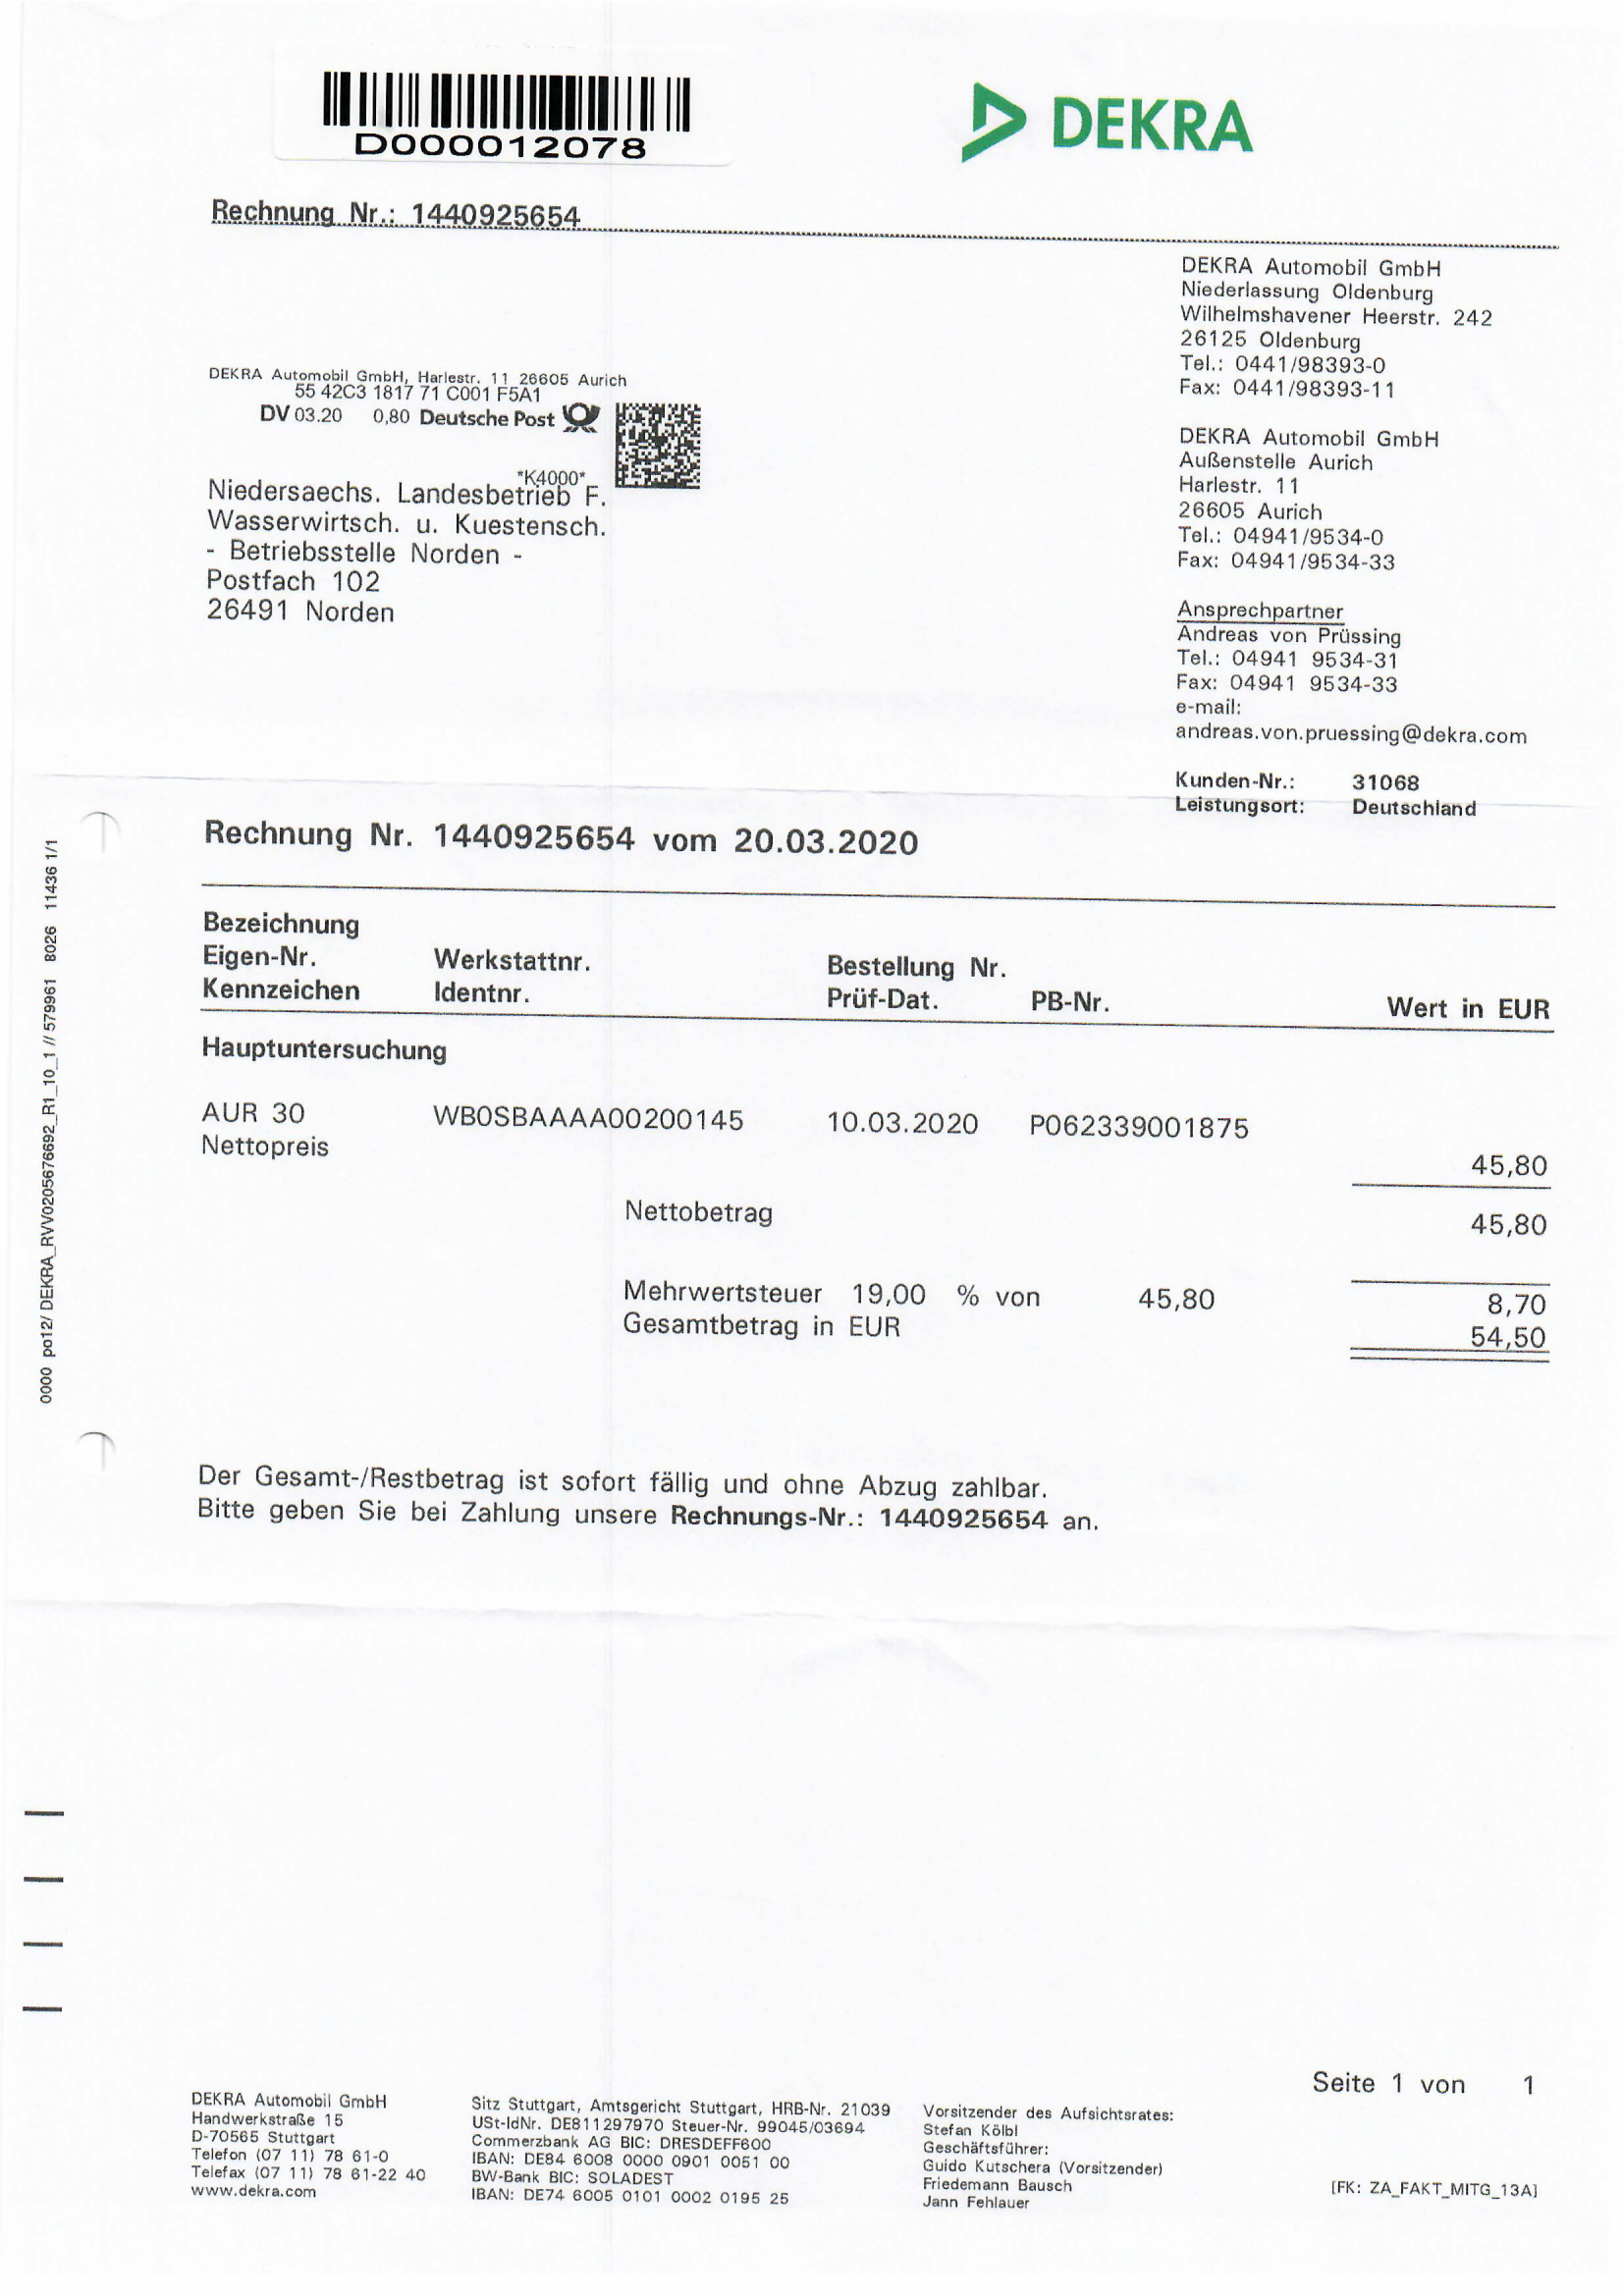 D000012078
DEKRA
Rechnung Nr.: 1440925654
DEKRA Automobil GmbH
Niederlassung Oldenburg
Wilhelmshavener Heerstr. 242
26125 Oldenburg
Tel.: 0441/98393-0
Fax: 0441/98393-11
DEKRA Automobil GmbH
Außenstelle Aurich
Harlestr. 11
26605 Aurich
Tel.: 04941/9534-0
Fax: 04941/9534-33
Ansprechpartner
Andreas von Prüssing
Tel.: 04941 9534-31
Fax: 04941 9534-33
e-mail:
andreas.von.pruessing@dekra.com
Kunden-Nr.: 31068
Leistungsort: Deutschland
DEKRA Automobil GmbH, Harlestr. 11 26605 Aurich
55 42C3 1817 71 C001 F5A1
DV 03.20 0,80 Deutsche Post
*K4000*
Niedersaechs. Landesbetrieb F.
Wasserwirtsch. u. Kuestensch.
- Betriebsstelle Norden -
Postfach 102
26491 Norden
0000 po12/ DEKRA_RVV0205676692_R1_10_1 // 579961 8026 11436 1/1
Rechnung Nr. 1440925654 vom 20.03.2020
Bezeichnung
Eigen-Nr. Werkstattnr. Bestellung Nr.
Kennzeichen Identnr. Prüf-Dat. PB-Nr. Wert in EUR
Hauptuntersuchung
AUR 30 WB0SBAAAA00200145 10.03.2020 P062339001875
Nettopreis 45,80
Nettobetrag 45,80
Mehrwertsteuer 19,00 % von 45,80 8,70
Gesamtbetrag in EUR 54,50
Der Gesamt-/Restbetrag ist sofort fällig und ohne Abzug zahlbar.
Bitte geben Sie bei Zahlung unsere Rechnungs-Nr.: 1440925654 an.
Seite 1 von 1
DEKRA Automobil GmbH
Handwerkstraße 15
D-70565 Stuttgart
Telefon (07 11) 78 61-0
Telefax (07 11) 78 61-22 40
www.dekra.com
Sitz Stuttgart, Amtsgericht Stuttgart, HRB-Nr. 21039
USt-IdNr. DE811297970 Steuer-Nr. 99045/03694
Commerzbank AG BIC: DRESDEFF600
IBAN: DE84 6008 0000 0901 0051 00
BW-Bank BIC: SOLADEST
IBAN: DE74 6005 0101 0002 0195 25
Vorsitzender des Aufsichtsrates:
Stefan Kölbl
Geschäftsführer:
Guido Kutschera (Vorsitzender)
Friedemann Bausch
Jann Fehlauer
[FK: ZA_FAKT_MITG_13A]